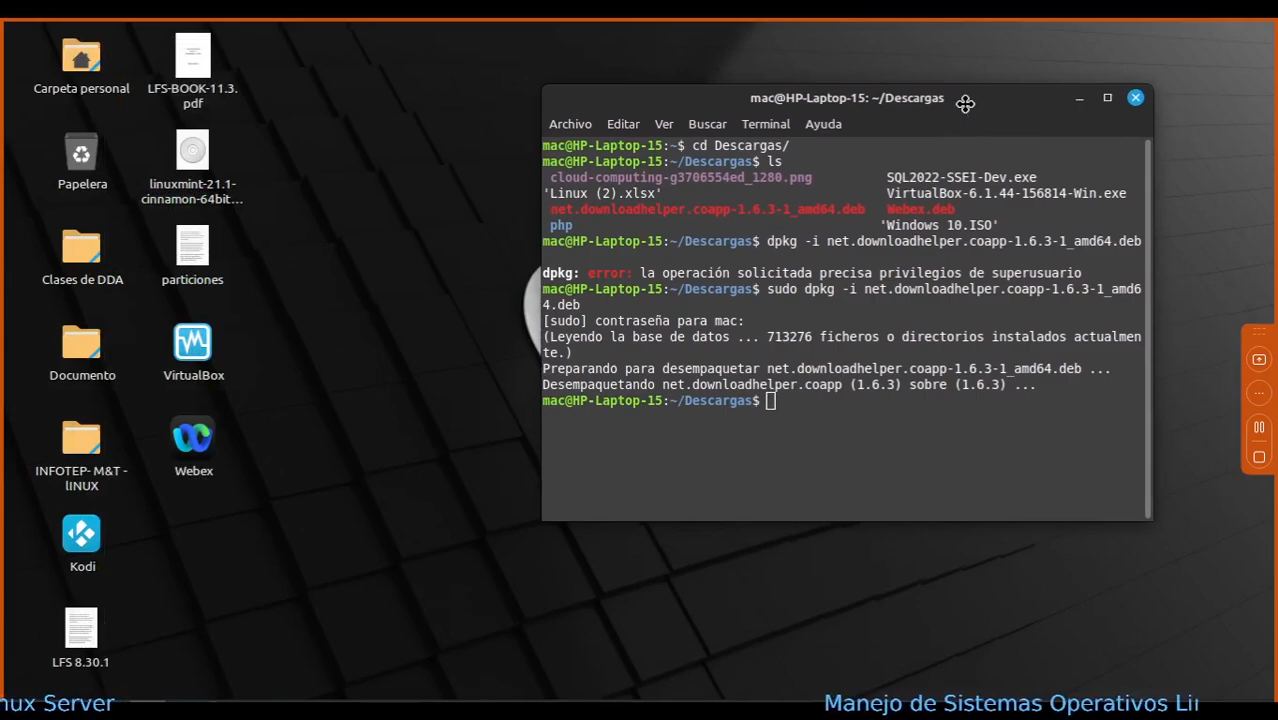 Carpeta personal
LFS-BOOK-11.3.
pdf
Papelera
linuxmint-21.1-
cinnamon-64bit...
Clases de DDA
particiones
Documento
VirtualBox
INFOTEP- M&T -
lINUX
Webex
Kodi
LFS 8.30.1
mac@HP-Laptop-15: ~/Descargas
Archivo Editar Ver Buscar Terminal Ayuda
mac@HP-Laptop-15:~$ cd Descargas/
mac@HP-Laptop-15:~/Descargas$ ls
cloud-computing-g3706554ed_1280.png SQL2022-SSEI-Dev.exe
'Linux (2).xlsx' VirtualBox-6.1.44-156814-Win.exe
net.downloadhelper.coapp-1.6.3-1_amd64.deb Webex.deb
php 'Windows 10.ISO'
mac@HP-Laptop-15:~/Descargas$ dpkg -i net.downloadhelper.coapp-1.6.3-1_amd64.deb
dpkg: error: la operación solicitada precisa privilegios de superusuario
mac@HP-Laptop-15:~/Descargas$ sudo dpkg -i net.downloadhelper.coapp-1.6.3-1_amd6
4.deb
[sudo] contraseña para mac:
(Leyendo la base de datos ... 713276 ficheros o directorios instalados actualmen
te.)
Preparando para desempaquetar net.downloadhelper.coapp-1.6.3-1_amd64.deb ...
Desempaquetando net.downloadhelper.coapp (1.6.3) sobre (1.6.3) ...
mac@HP-Laptop-15:~/Descargas$
nux Server Manejo de Sistemas Operativos Lin